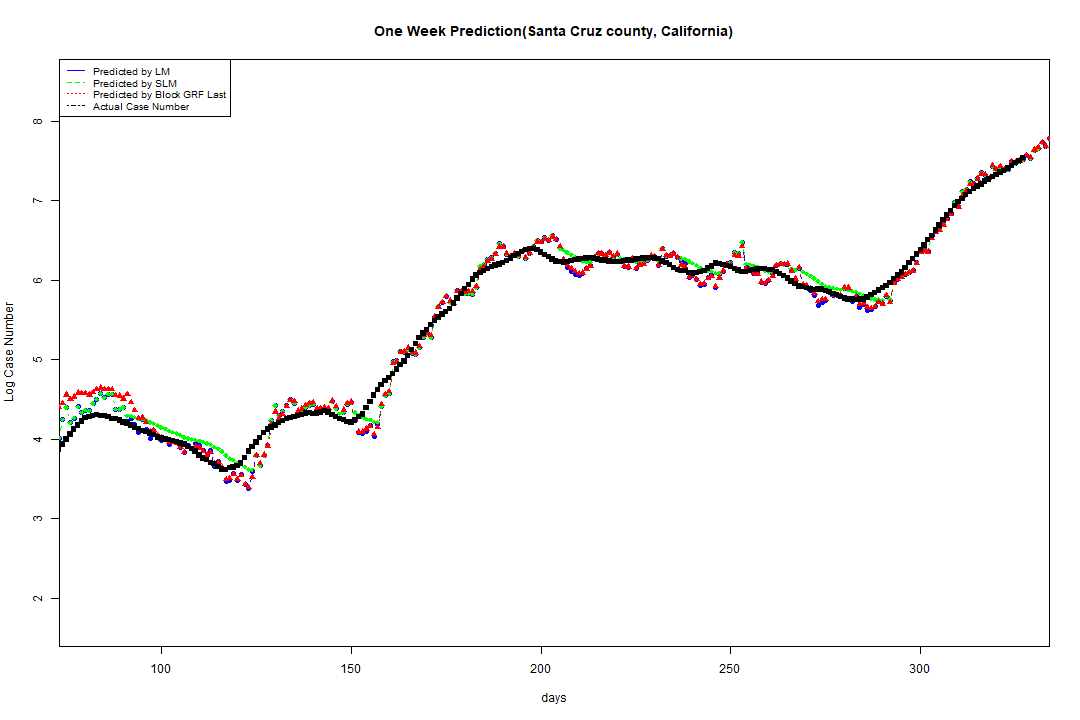 One Week Prediction(Santa Cruz county, California)
Predicted by LM
Predicted by SLM
Predicted by Block GRF Last
Actual Case Number
Log Case Number
8
7
6
5
4
3
2
100 150 200 250 300
days